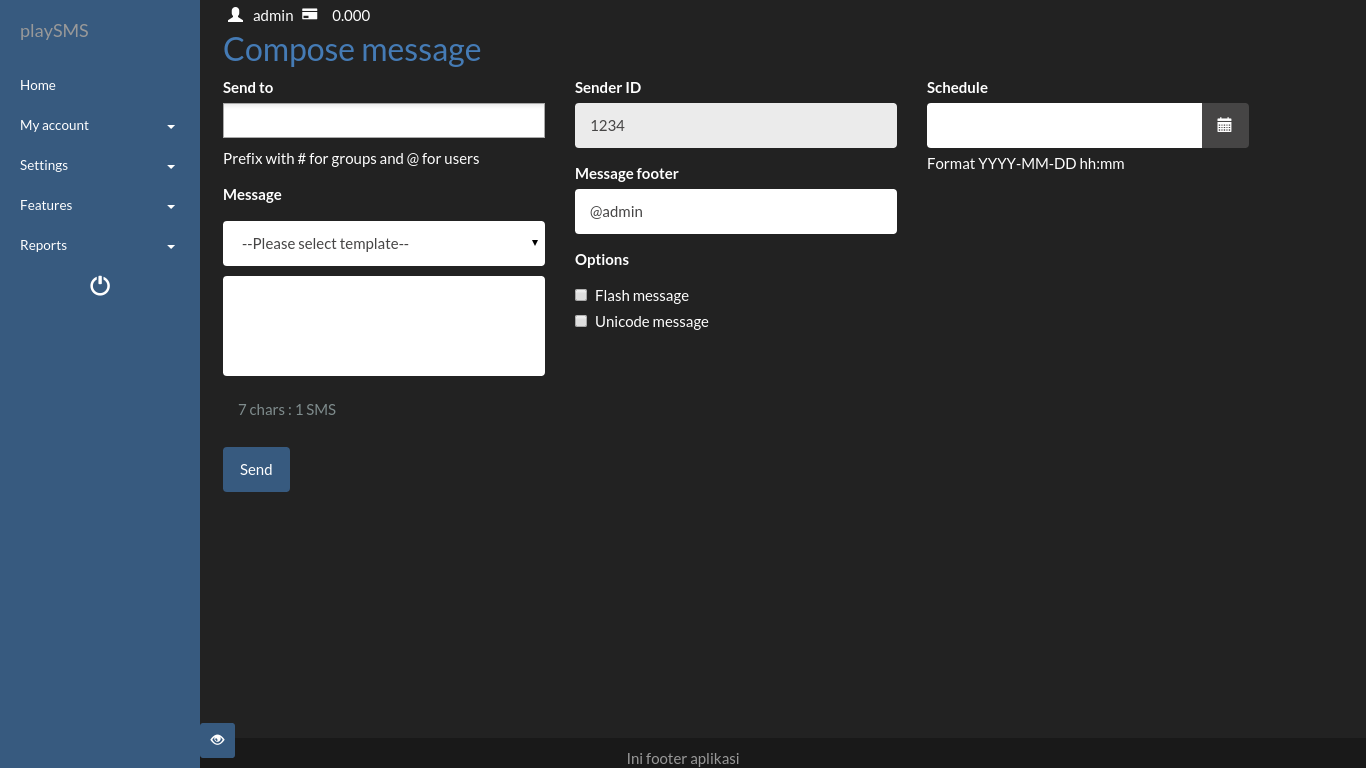 playSMS
Home
My account
Settings
Features
Reports
admin 0.000
Compose message
Send to
Prefix with # for groups and @ for users
Message
--Please select template--
7 chars : 1 SMS
Send
Sender ID
1234
Message footer
@admin
Options
Flash message
Unicode message
Schedule
Format YYYY-MM-DD hh:mm
Ini footer aplikasi